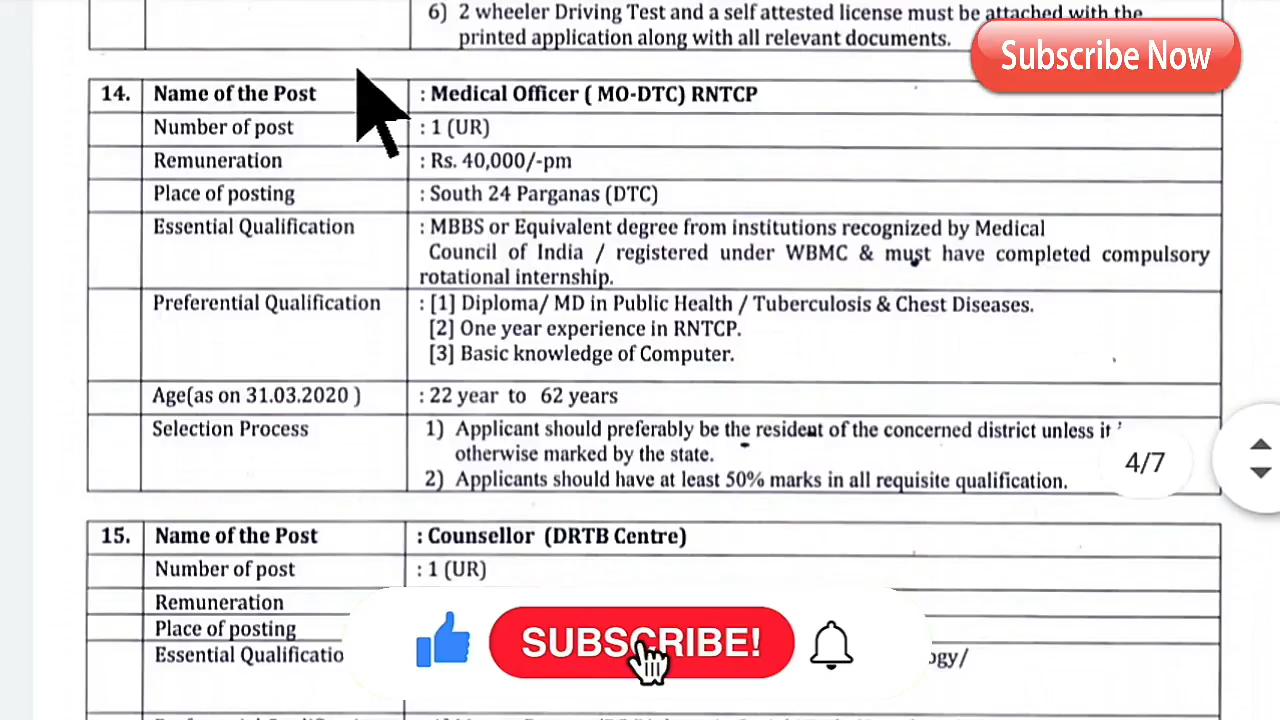 6) 2 wheeler Driving Test and a self attested license must be attached with the
printed application along with all relevant documents.
Subscribe Now
14. Name of the Post : Medical Officer ( MO-DTC) RNTCP
Number of post : 1 (UR)
Remuneration : Rs. 40,000/-pm
Place of posting : South 24 Parganas (DTC)
Essential Qualification : MBBS or Equivalent degree from institutions recognized by Medical
Council of India / registered under WBMC & must have completed compulsory
rotational internship.
Preferential Qualification : [1] Diploma/ MD in Public Health / Tuberculosis & Chest Diseases.
[2] One year experience in RNTCP.
[3] Basic knowledge of Computer.
Age(as on 31.03.2020 ) : 22 year to 62 years
Selection Process 1) Applicant should preferably be the resident of the concerned district unless it
otherwise marked by the state.
4/7
2) Applicants should have at least 50% marks in all requisite qualification.
15. Name of the Post : Counsellor (DRTB Centre)
Number of post : 1 (UR)
Remuneration
Place of posting
SUBSCRIBE!
Essential Qualificatio